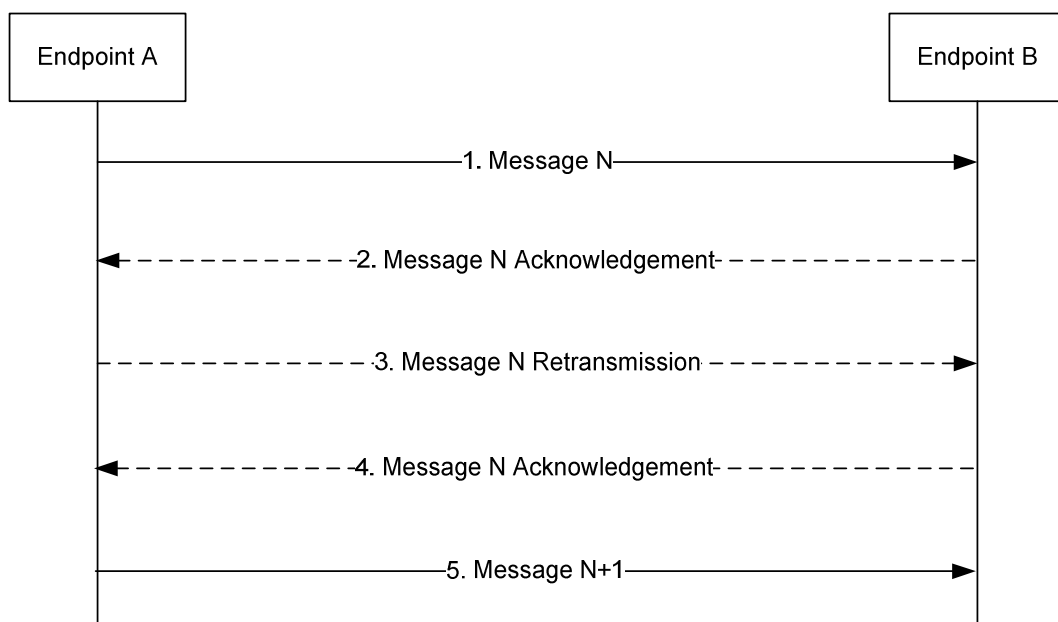 Endpoint A
Endpoint B
1. Message N
2. Message N Acknowledgement
3. Message N Retransmission
4. Message N Acknowledgement
5. Message N+1